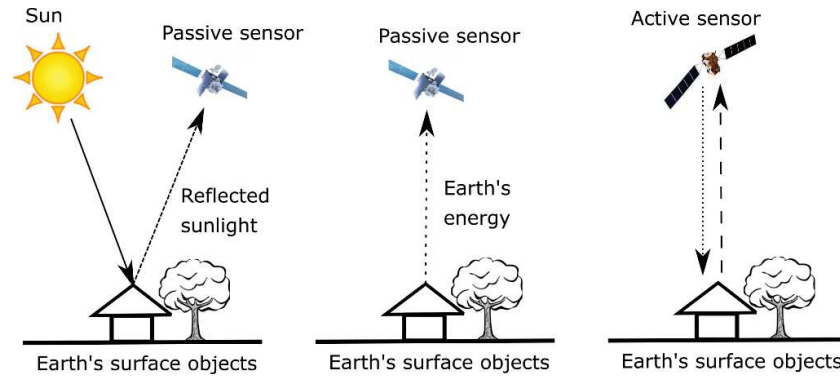 Sun
Passive sensor
Reflected
sunlight
Earth's surface objects
Passive sensor
Earth's
energy
Earth's surface objects
Active sensor
Earth's surface objects